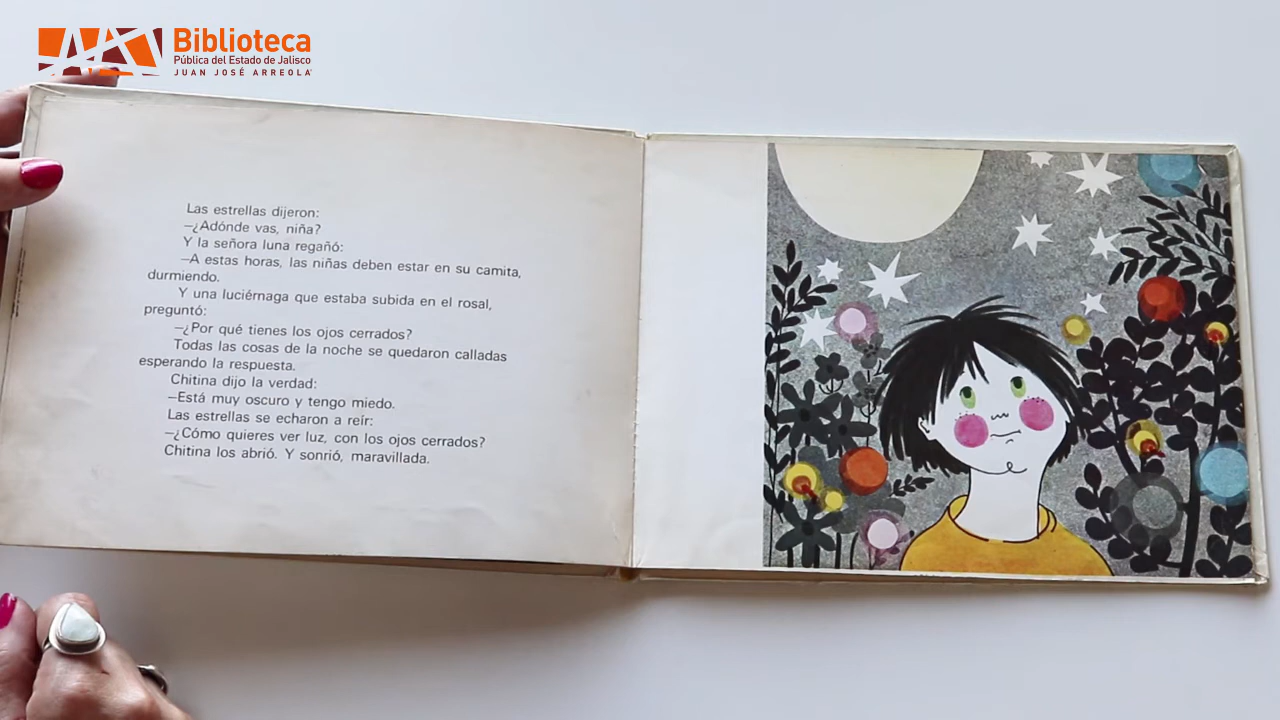 Biblioteca
Pública del Estado de Jalisco
JUAN JOSÉ ARREOLA
Las estrellas dijeron:
—¿Adónde vas, niña?
Y la señora luna regañó:
—A estas horas, las niñas deben estar en su camita,
durmiendo.
Y una luciérnaga que estaba subida en el rosal,
preguntó:
—¿Por qué tienes los ojos cerrados?
Todas las cosas de la noche se quedaron calladas
esperando la respuesta.
Chitina dijo la verdad:
—Está muy oscuro y tengo miedo.
Las estrellas se echaron a reír:
—¿Cómo quieres ver luz, con los ojos cerrados?
Chitina los abrió. Y sonrió, maravillada.